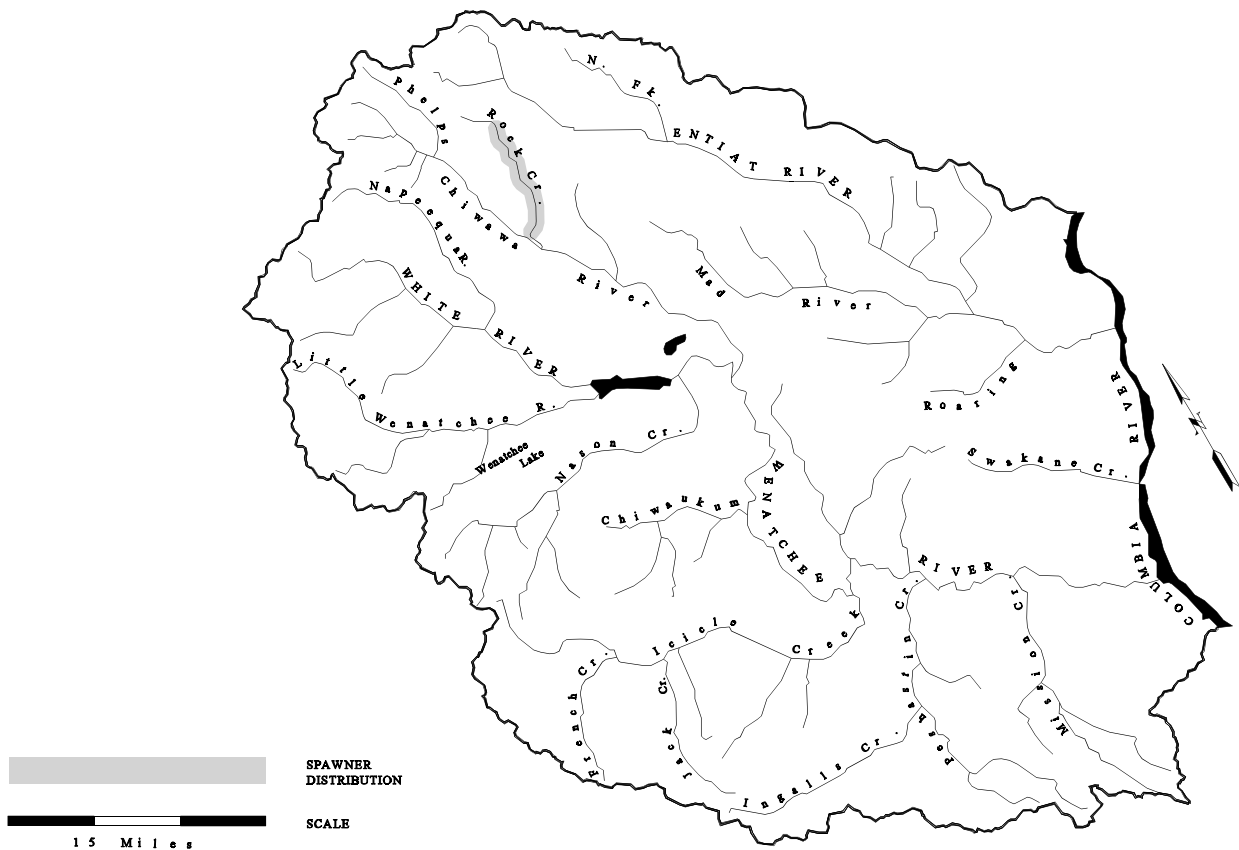 N. Fk.
Phelps
Rock Cr.
ENTIAT RIVER
Chiwawa
River
Napeequa R.
WHITE RIVER
Mad
River
Little
Wenatchee R.
Roaring
RIVER
Wenatchee
Lake
Nason Cr.
Swakane Cr.
Chiwaukum
WENATCHEE
RIVER
COLUMBIA
Icicle
Creek
Peshastin Cr.
Mission Cr.
French Cr.
Jack Cr.
Ingalls Cr.
SPAWNER
DISTRIBUTION
SCALE
15 Miles